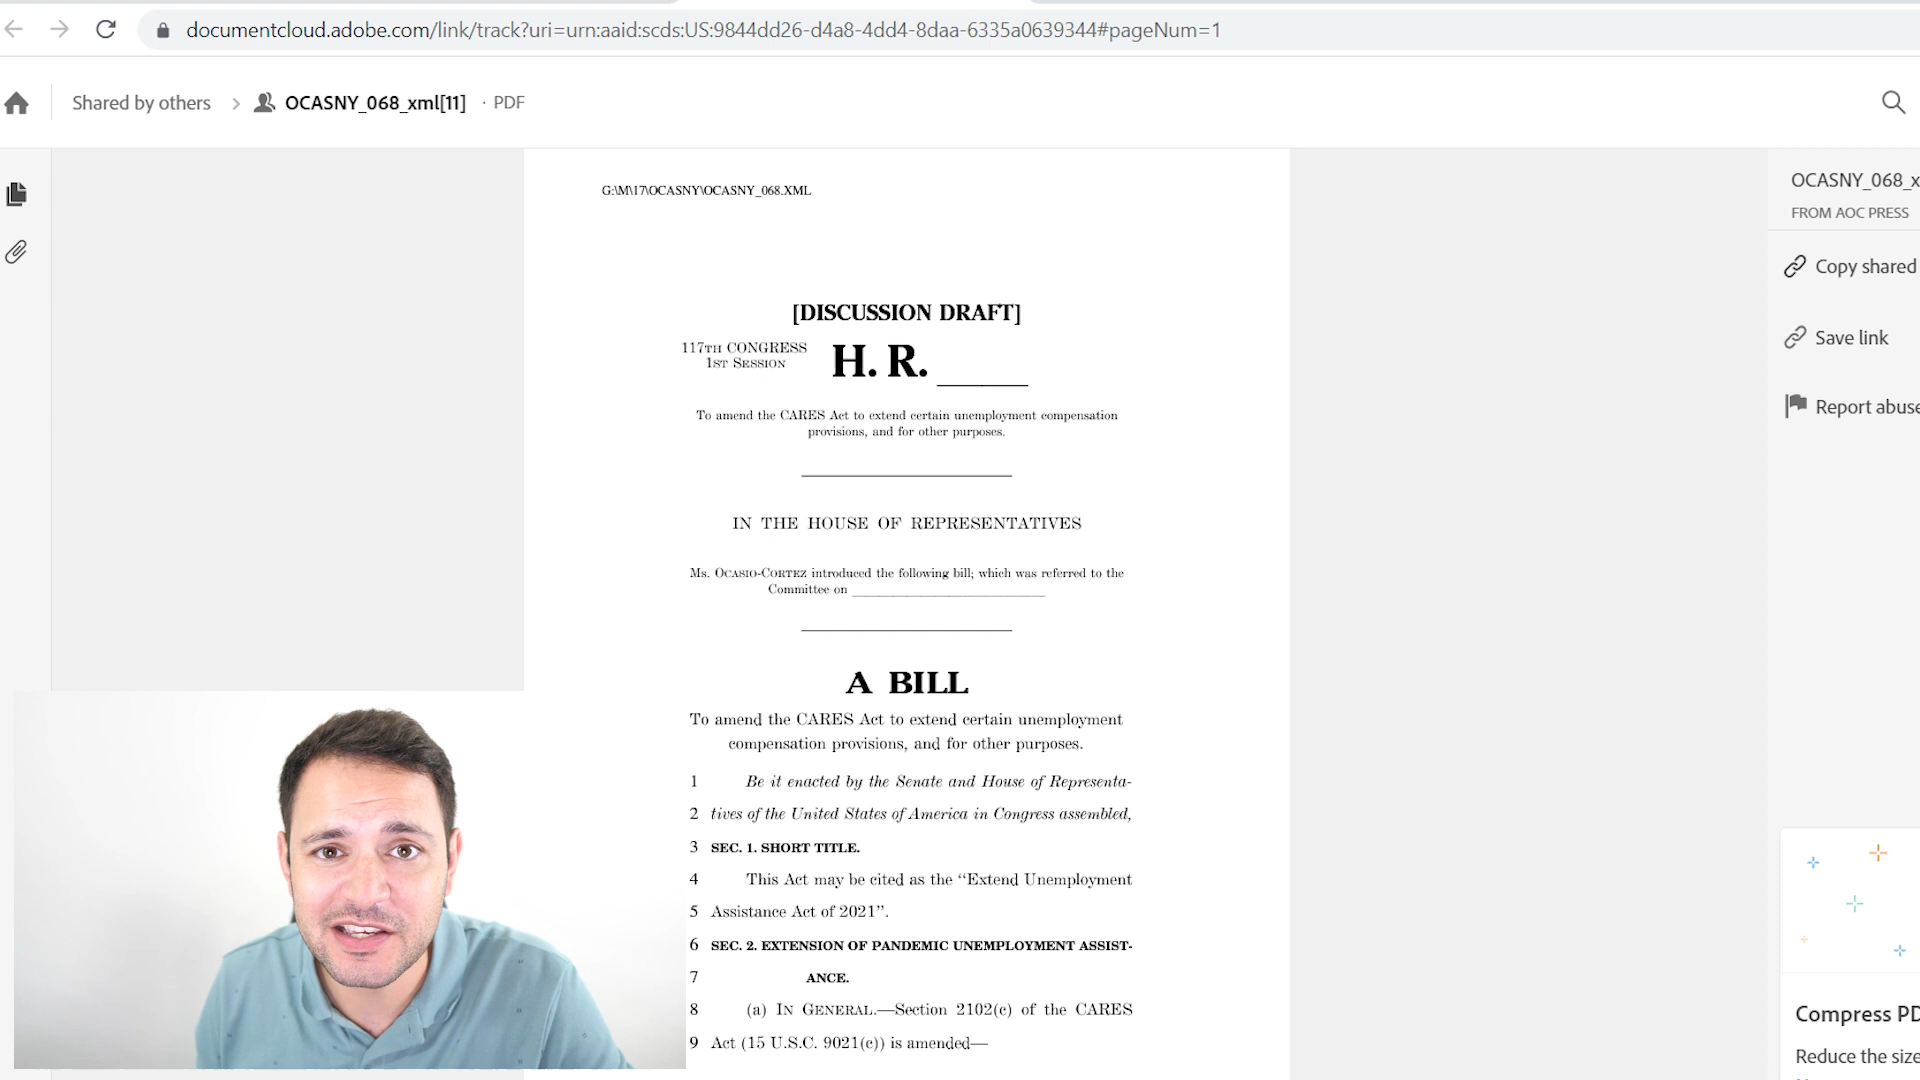 documentcloud.adobe.com/link/track?uri=urn:aaid:scds:US:9844dd26-d4a8-4dd4-8daa-6335a0639344#pageNum=1
Shared by others > OCASNY_068_xml[11] · PDF
G:\M\17\OCASNY\OCASNY_068.XML
[DISCUSSION DRAFT]
117TH CONGRESS
1ST SESSION
H. R. ______
To amend the CARES Act to extend certain unemployment compensation
provisions, and for other purposes.
IN THE HOUSE OF REPRESENTATIVES
Ms. OCASIO-CORTEZ introduced the following bill; which was referred to the
Committee on ______________
A BILL
To amend the CARES Act to extend certain unemployment
compensation provisions, and for other purposes.
1 Be it enacted by the Senate and House of Representa-
2 tives of the United States of America in Congress assembled,
3 SEC. 1. SHORT TITLE.
4 This Act may be cited as the ‘‘Extend Unemployment
5 Assistance Act of 2021’’.
6 SEC. 2. EXTENSION OF PANDEMIC UNEMPLOYMENT ASSIST-
7 ANCE.
8 (a) IN GENERAL.—Section 2102(c) of the CARES
9 Act (15 U.S.C. 9021(c)) is amended—
OCASNY_068_x
FROM AOC PRESS
Copy shared
Save link
Report abuse
Compress PD
Reduce the size